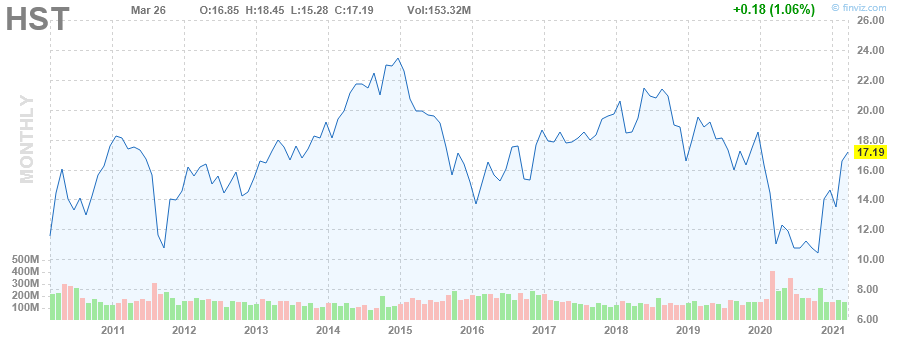 HST Mar 26 O:16.85 H:18.45 L:15.28 C:17.19 Vol:153.32M +0.18 (1.06%) © finviz.com
MONTHLY
26.00
24.00
22.00
20.00
18.00
17.19
16.00
14.00
12.00
10.00
8.00
6.00
500M
400M
300M
200M
100M
2011 2012 2013 2014 2015 2016 2017 2018 2019 2020 2021